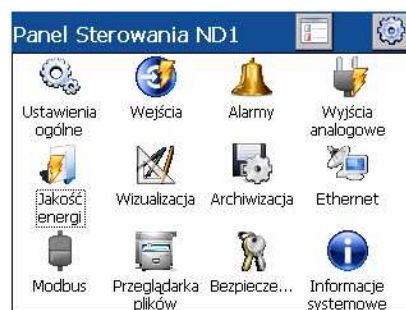 Panel Sterowania ND1
Ustawienia ogólne
Wejścia
Alarmy
Wyjścia analogowe
Jakość energi
Wizualizacja
Archiwizacja
Ethernet
Modbus
Przeglądarka plików
Bezpiecze...
Informacje systemowe